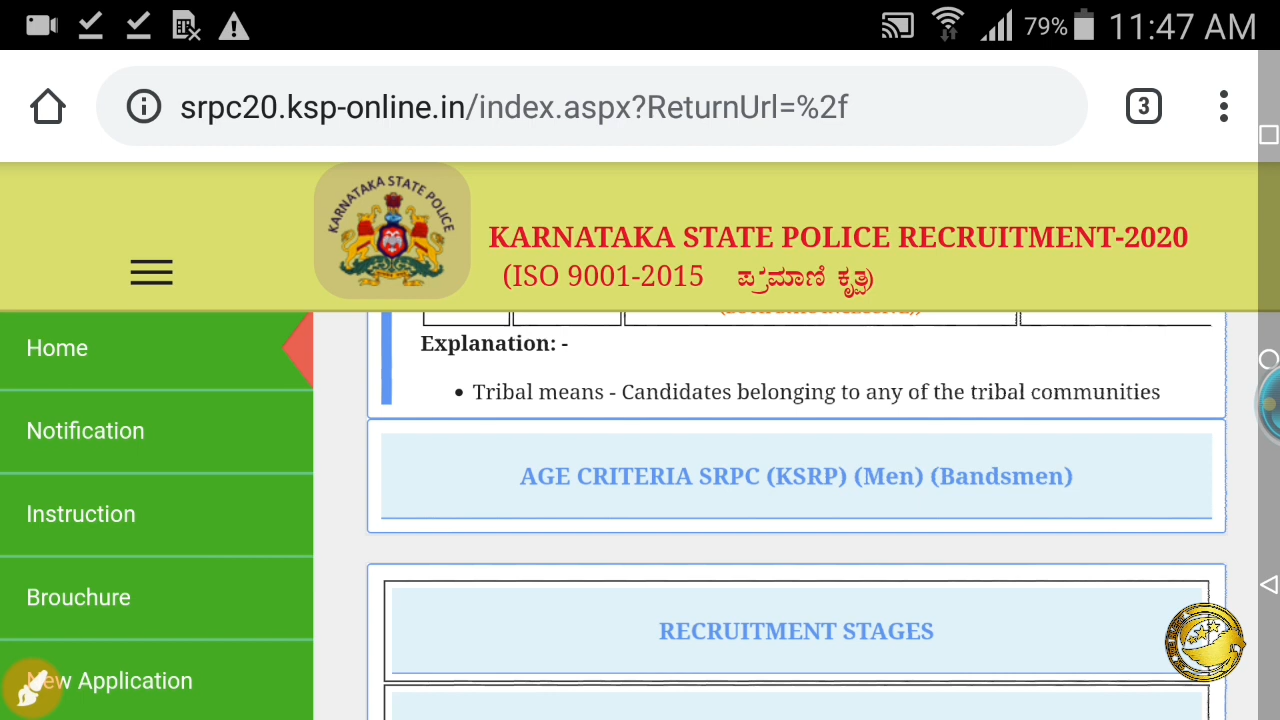 79% 11:47 AM
srpc20.ksp-online.in/index.aspx?ReturnUrl=%2f
3
KARNATAKA STATE POLICE
KARNATAKA STATE POLICE RECRUITMENT-2020
(ISO 9001-2015 ಪ್ರಮಾಣಿ ಕೃತ)
Home
Notification
Instruction
Brouchure
New Application
Explanation: -
• Tribal means - Candidates belonging to any of the tribal communities
AGE CRITERIA SRPC (KSRP) (Men) (Bandsmen)
RECRUITMENT STAGES